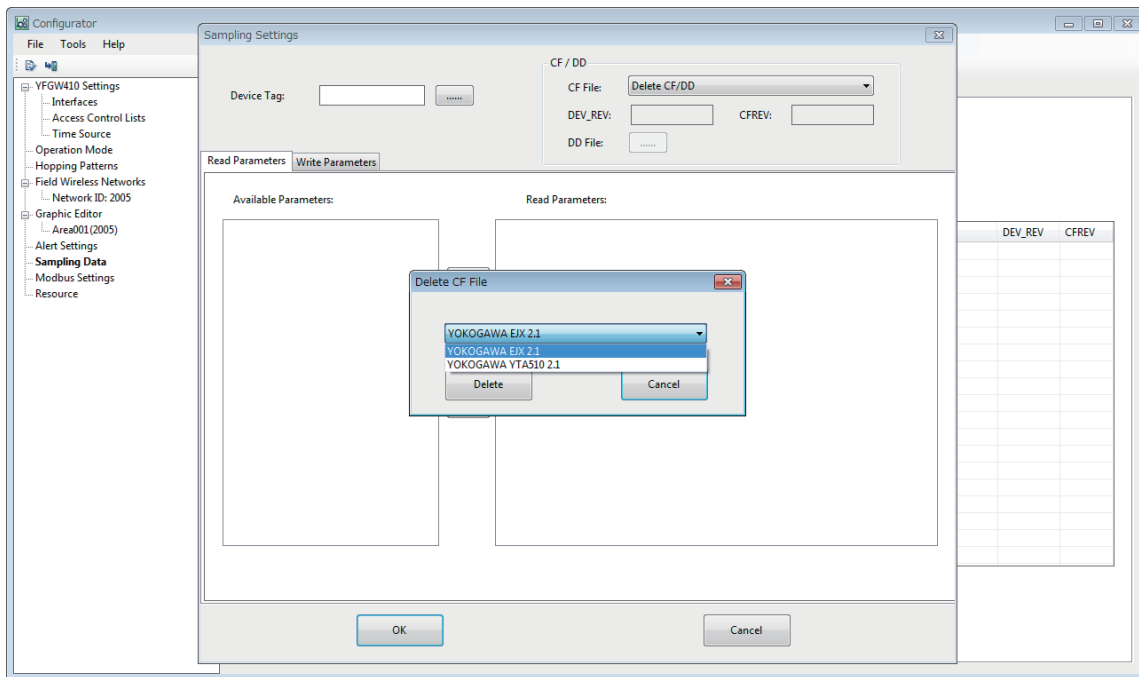 Configurator
File Tools Help
YFGW410 Settings
Interfaces
Access Control Lists
Time Source
Operation Mode
Hopping Patterns
Field Wireless Networks
Network ID: 2005
Graphic Editor
Area001(2005)
Alert Settings
Sampling Data
Modbus Settings
Resource
Sampling Settings
Device Tag:
......
CF / DD
CF File: Delete CF/DD
DEV_REV: CFREV:
DD File: ......
Read Parameters Write Parameters
Available Parameters: Read Parameters:
DEV_REV CFREV
Delete CF File
YOKOGAWA EJX 2.1
YOKOGAWA EJX 2.1
YOKOGAWA YTA510 2.1
Delete Cancel
OK Cancel